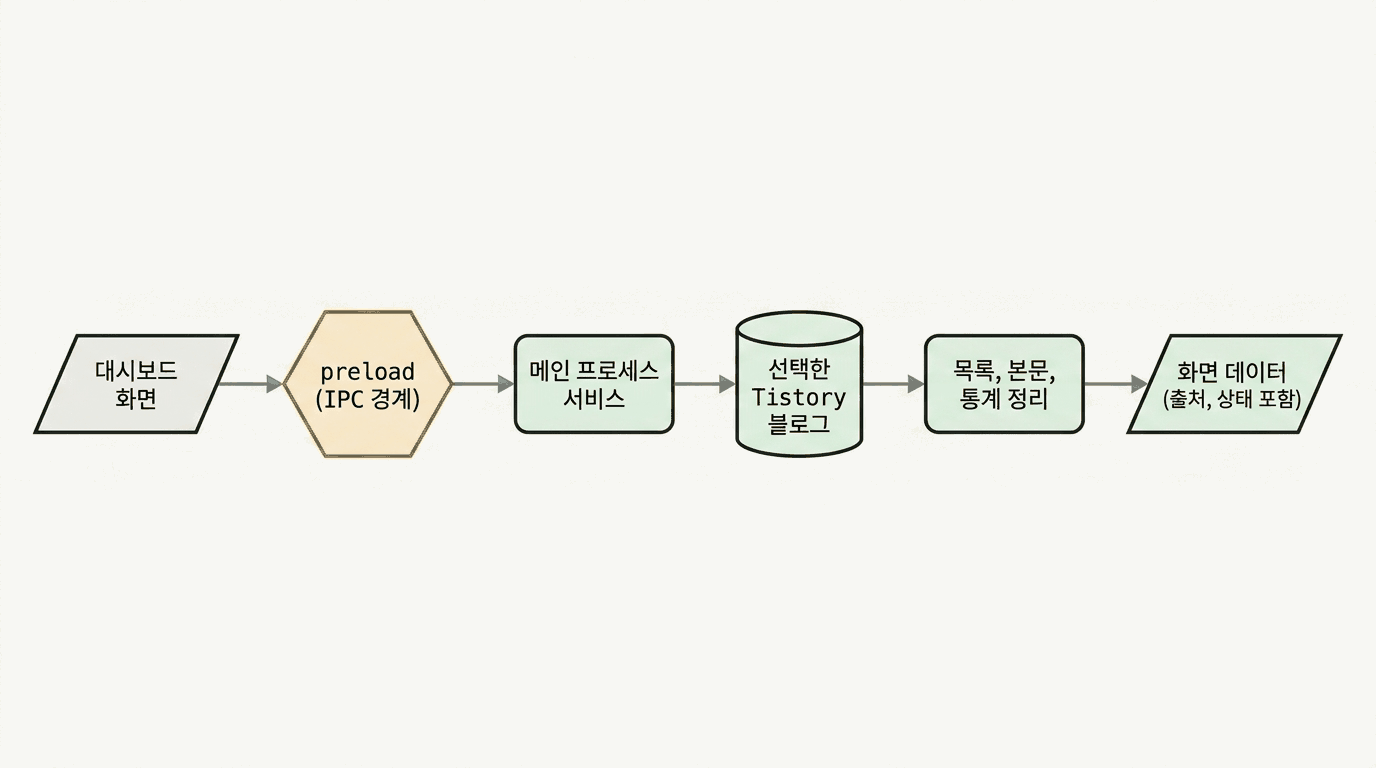 대시보드
화면
preload
(IPC 경계)
메인 프로세스
서비스
선택한
Tistory
블로그
목록, 본문,
통계 정리
화면 데이터
(출처, 상태 포함)